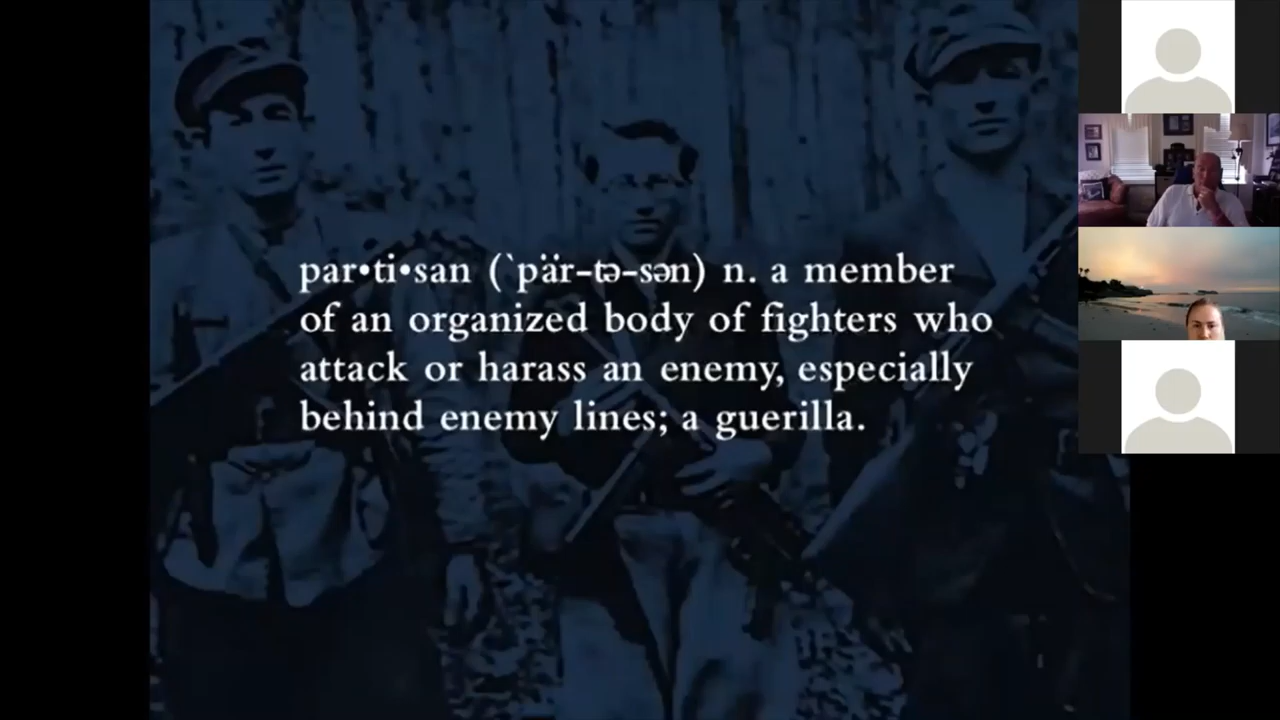 par•ti•san (`pär-tə-sən) n. a member
of an organized body of fighters who
attack or harass an enemy, especially
behind enemy lines; a guerilla.